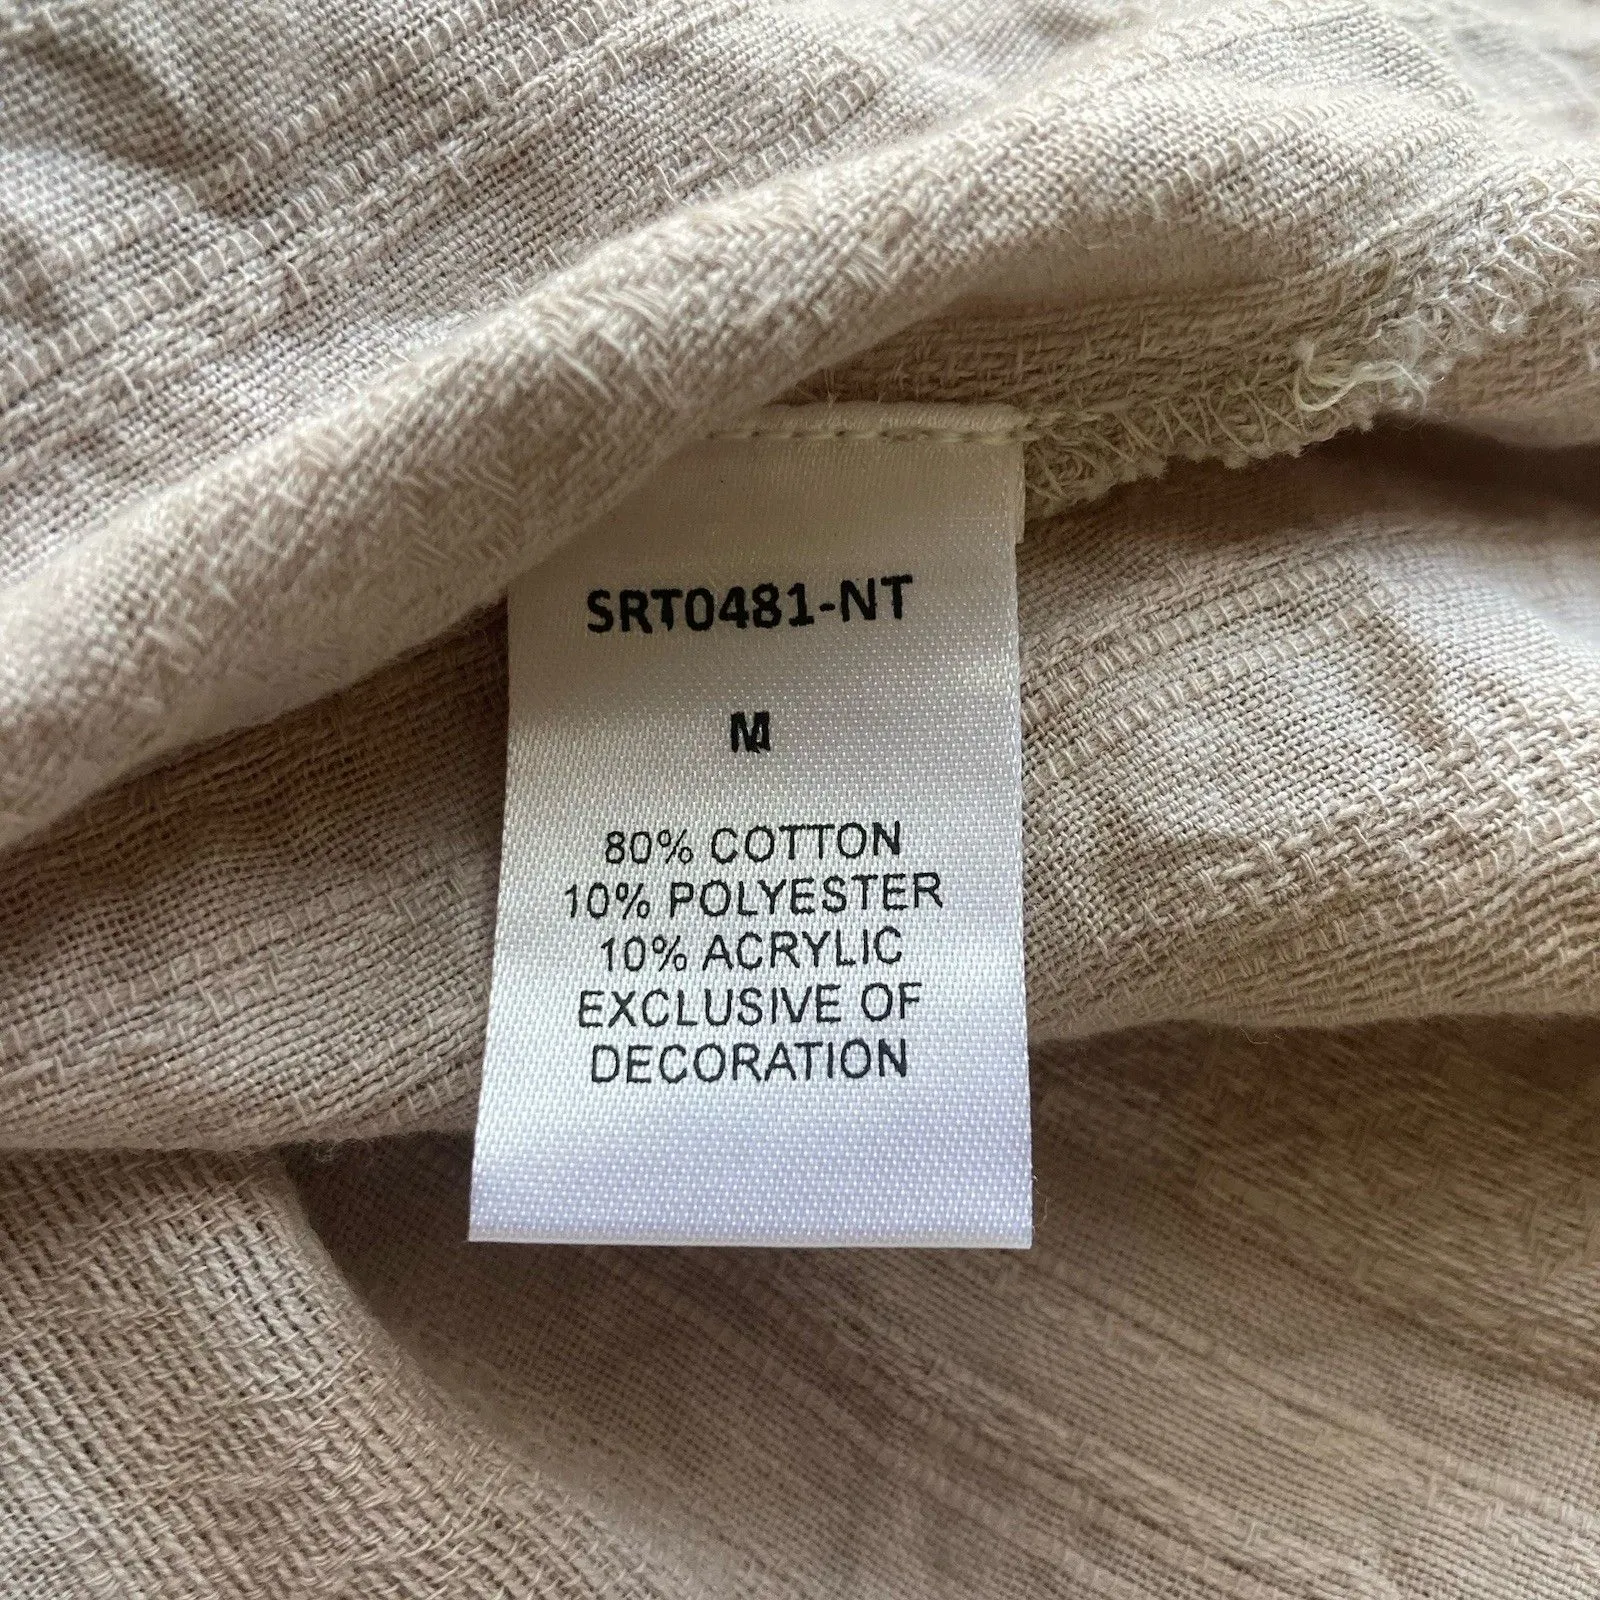 SRT0481-NT
M
80% COTTON
10% POLYESTER
10% ACRYLIC
EXCLUSIVE OF
DECORATION